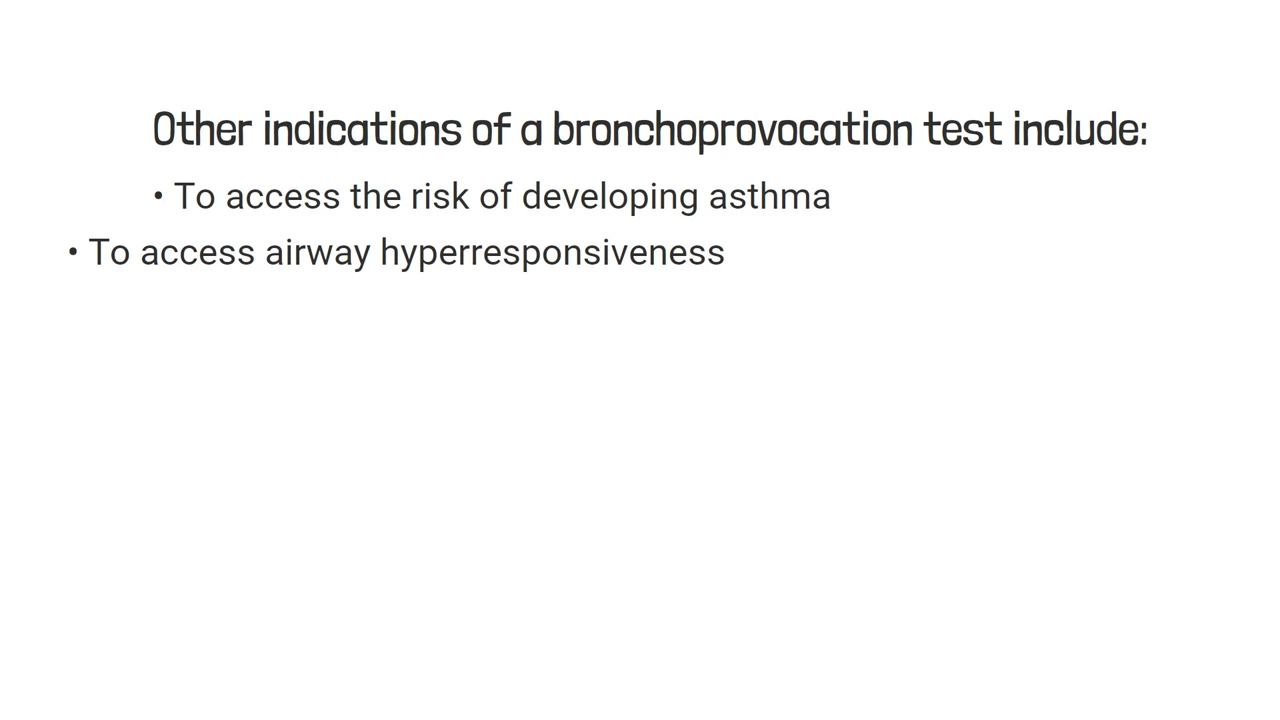 Other indications of a bronchoprovocation test include:
• To access the risk of developing asthma
• To access airway hyperresponsiveness